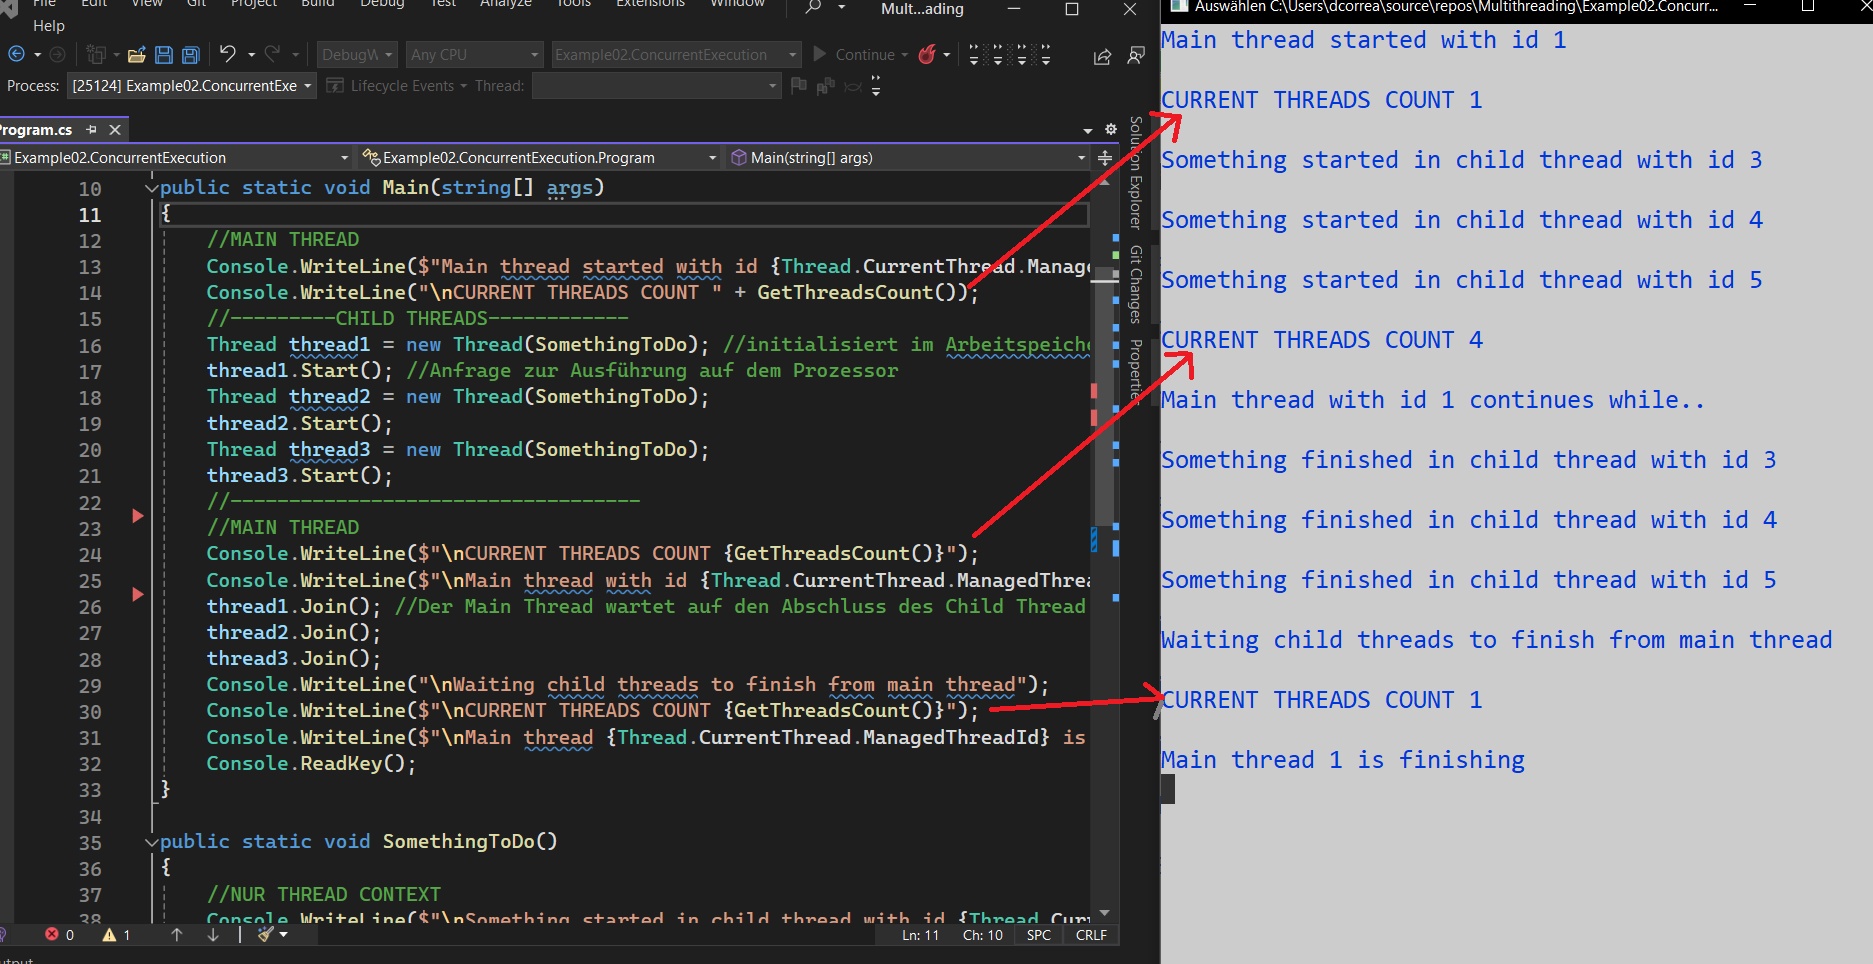 File Edit View Git Project Build Debug Test Analyze Tools Extensions Window Mult...ading
Help
DebugW Any CPU Example02.ConcurrentExecution Continue
Process: [25124] Example02.ConcurrentExe Lifecycle Events Thread:
Program.cs
Example02.ConcurrentExecution Example02.ConcurrentExecution.Program Main(string[] args)
10 public static void Main(string[] args)
11 {
12 //MAIN THREAD
13 Console.WriteLine($"Main thread started with id {Thread.CurrentThread.Manage
14 Console.WriteLine("\nCURRENT THREADS COUNT " + GetThreadsCount());
15 //---------CHILD THREADS------------
16 Thread thread1 = new Thread(SomethingToDo); //initialisiert im Arbeitspeiche
17 thread1.Start(); //Anfrage zur Ausführung auf dem Prozessor
18 Thread thread2 = new Thread(SomethingToDo);
19 thread2.Start();
20 Thread thread3 = new Thread(SomethingToDo);
21 thread3.Start();
22 //-----------------------------------
23 //MAIN THREAD
24 Console.WriteLine($"\nCURRENT THREADS COUNT {GetThreadsCount()}");
25 Console.WriteLine($"\nMain thread with id {Thread.CurrentThread.ManagedThrea
26 thread1.Join(); //Der Main Thread wartet auf den Abschluss des Child Thread
27 thread2.Join();
28 thread3.Join();
29 Console.WriteLine("\nWaiting child threads to finish from main thread");
30 Console.WriteLine($"\nCURRENT THREADS COUNT {GetThreadsCount()}");
31 Console.WriteLine($"\nMain thread {Thread.CurrentThread.ManagedThreadId} is
32 Console.ReadKey();
33 }
34
35 public static void SomethingToDo()
36 {
37 //NUR THREAD CONTEXT
38 Console.WriteLine($"\nSomething started in child thread with id {Thread.Curr
0 1 Ln: 11 Ch: 10 SPC CRLF
Solution Explorer
Git Changes
Properties
Auswählen C:\Users\dcorrea\source\repos\Multithreading\Example02.Concurr...
Main thread started with id 1
CURRENT THREADS COUNT 1
Something started in child thread with id 3
Something started in child thread with id 4
Something started in child thread with id 5
CURRENT THREADS COUNT 4
Main thread with id 1 continues while..
Something finished in child thread with id 3
Something finished in child thread with id 4
Something finished in child thread with id 5
Waiting child threads to finish from main thread
CURRENT THREADS COUNT 1
Main thread 1 is finishing